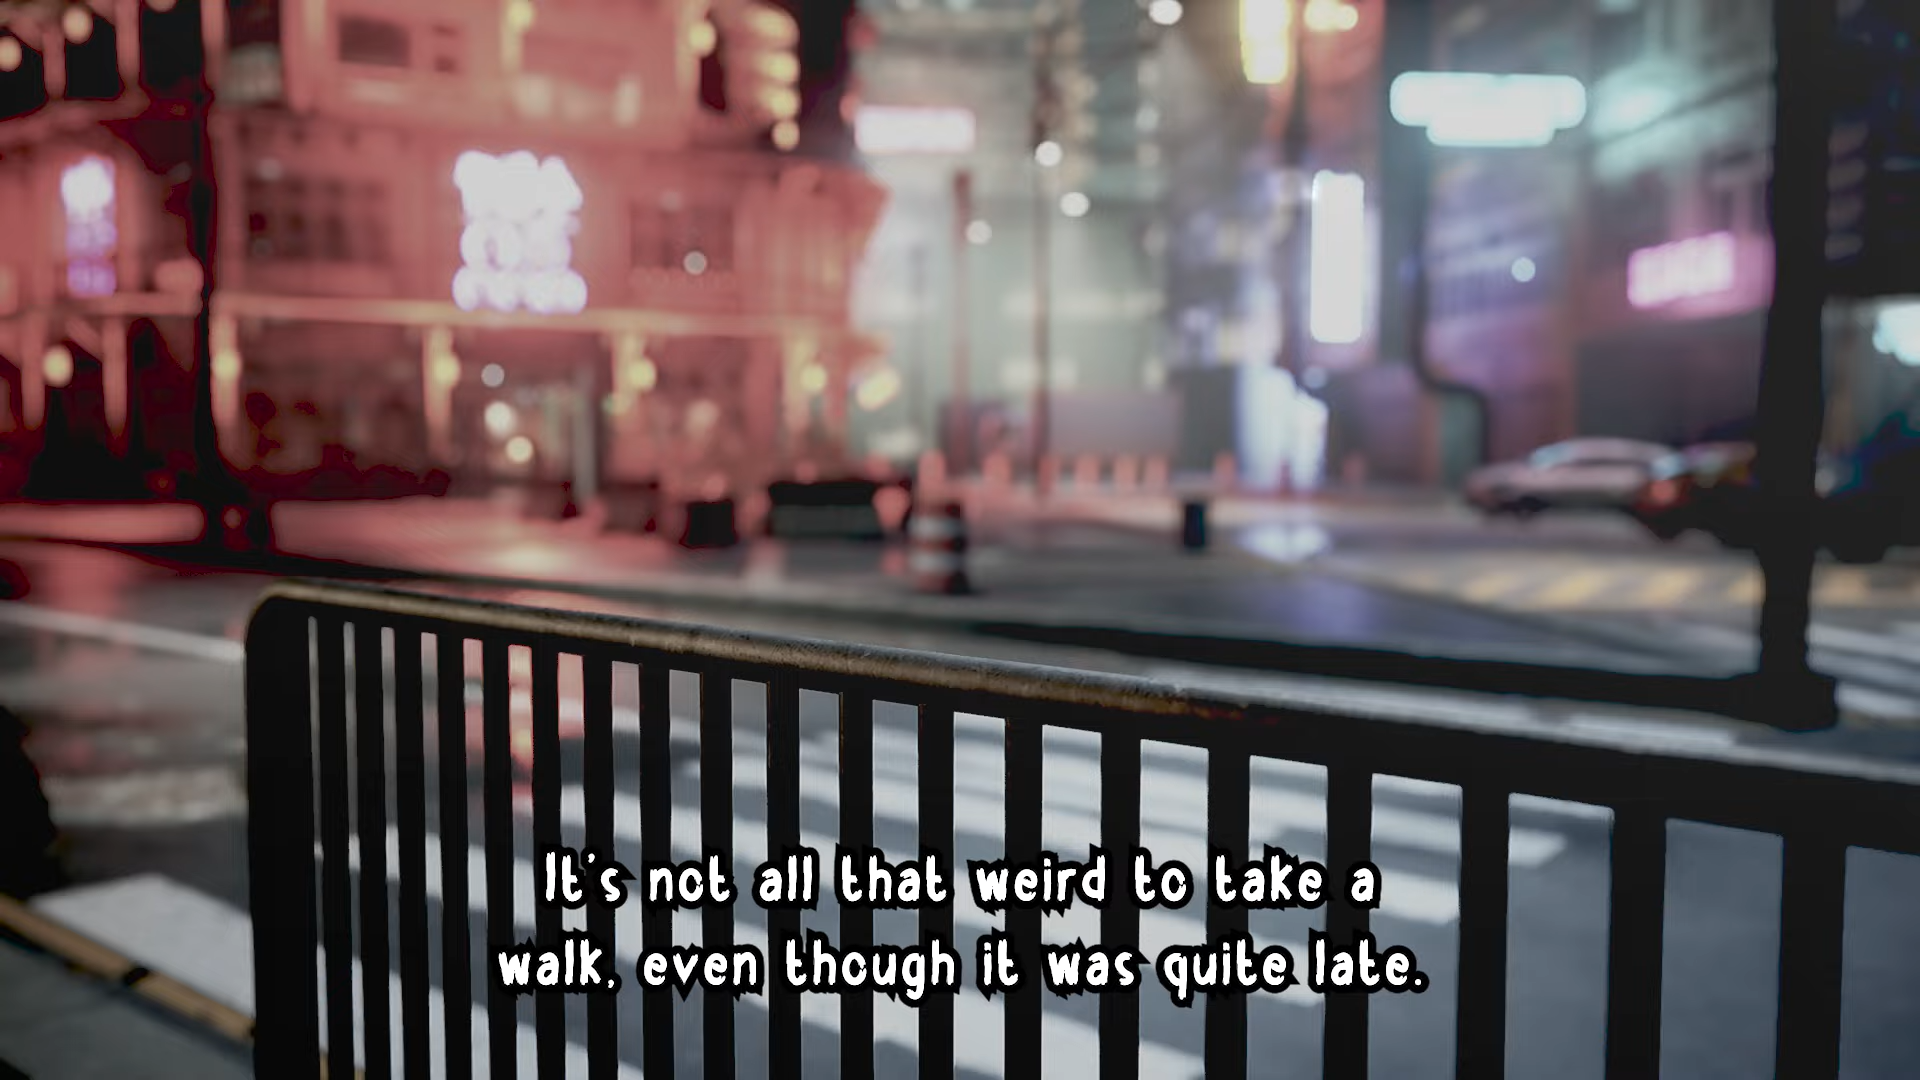 It's not all that weird to take a
walk, even though it was quite late.